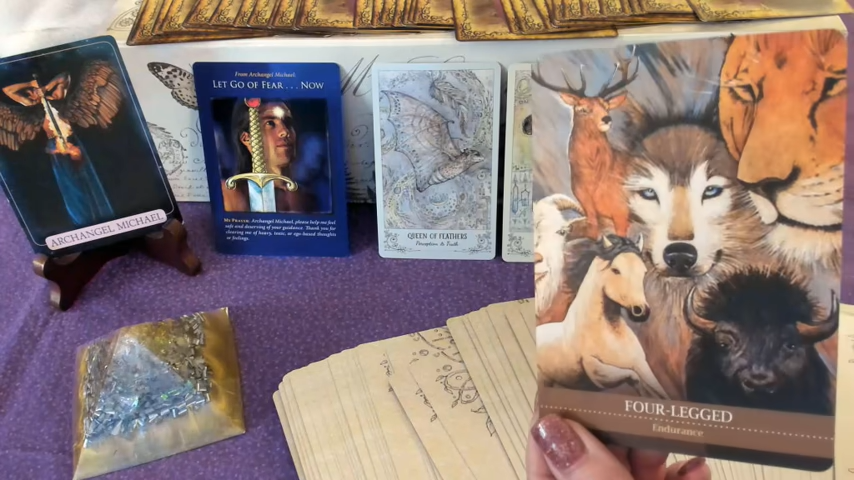 ARCHANGEL MICHAEL
From Archangel Michael:
LET GO OF FEAR . . . NOW
MY PRAYER: Archangel Michael, please help me feel
safe and deserving of your guidance. Thank you for
clearing me of heavy, toxic, or ego-based thoughts
or feelings.
QUEEN OF FEATHERS
Perception & Truth
FOUR-LEGGED
Endurance